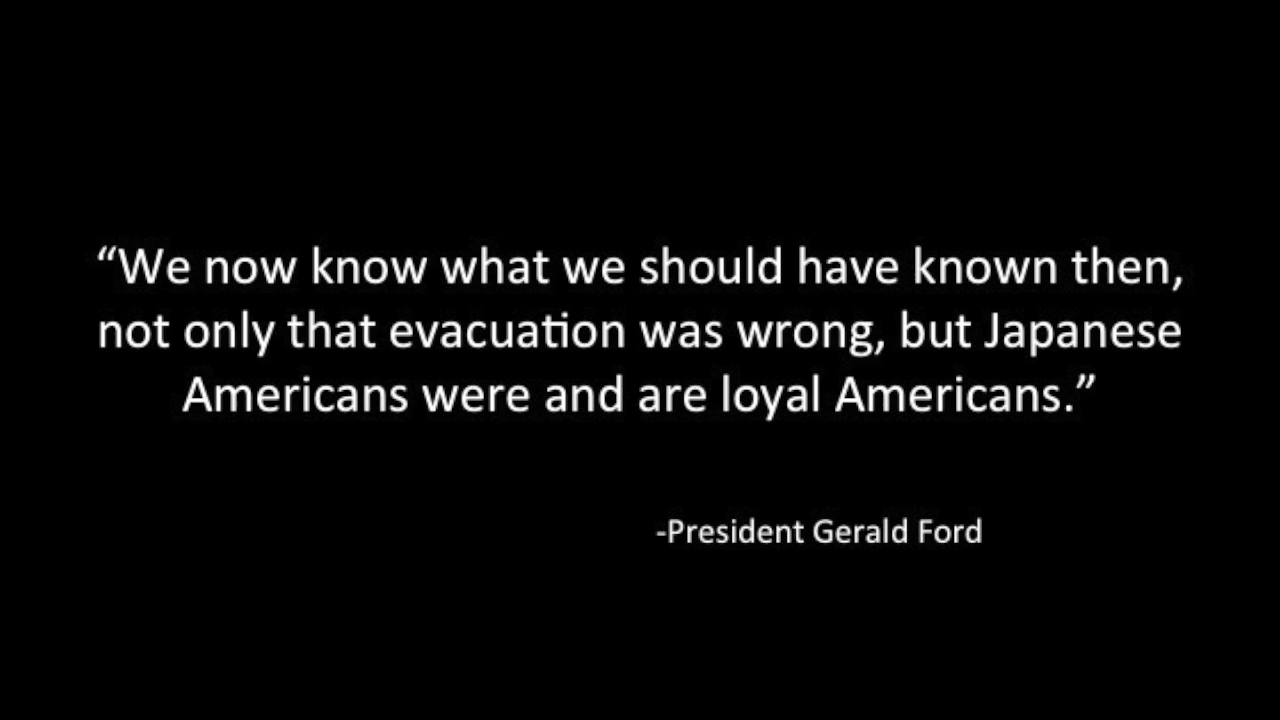 “We now know what we should have known then,
not only that evacuation was wrong, but Japanese
Americans were and are loyal Americans.”
-President Gerald Ford